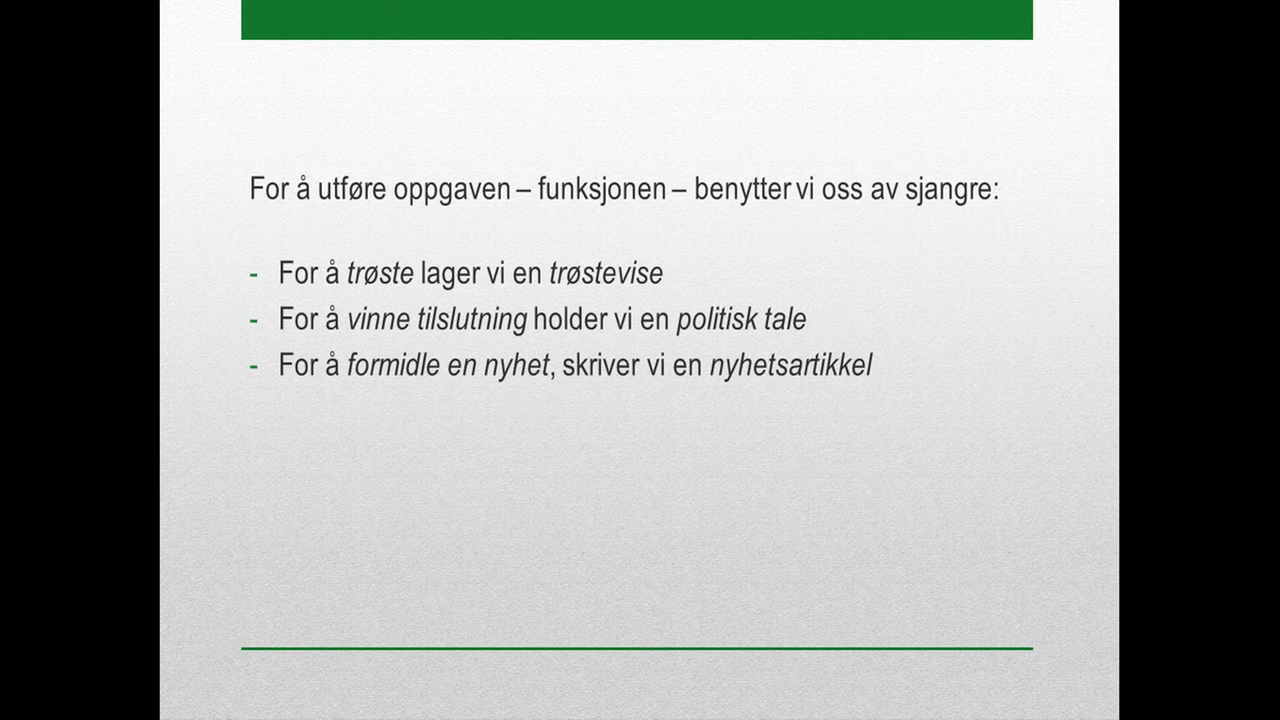 For å utføre oppgaven – funksjonen – benytter vi oss av sjangre:
- For å trøste lager vi en trøstevise
- For å vinne tilslutning holder vi en politisk tale
- For å formidle en nyhet, skriver vi en nyhetsartikkel